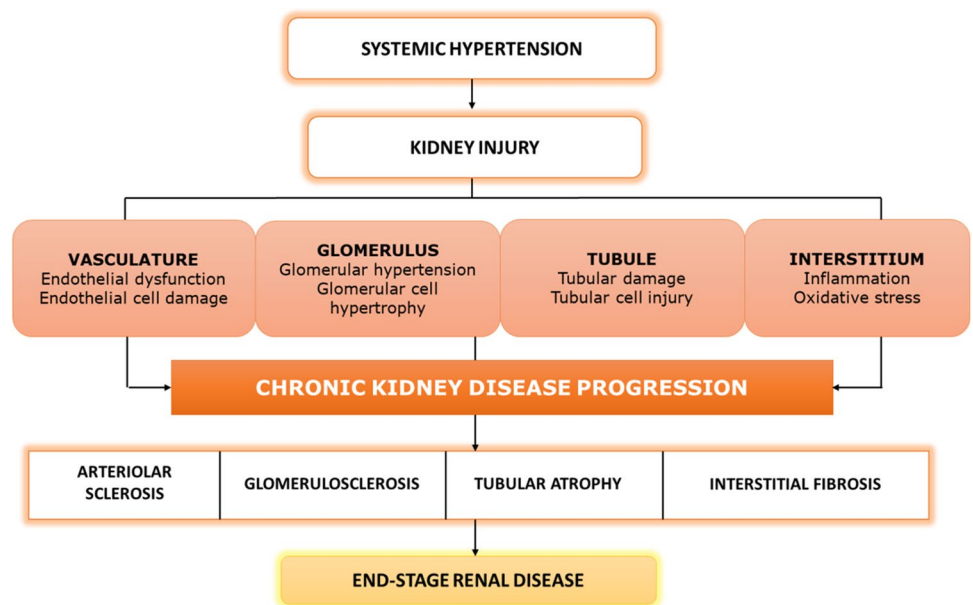 SYSTEMIC HYPERTENSION
KIDNEY INJURY
VASCULATURE
Endothelial dysfunction
Endothelial cell damage
GLOMERULUS
Glomerular hypertension
Glomerular cell
hypertrophy
TUBULE
Tubular damage
Tubular cell injury
INTERSTITIUM
Inflammation
Oxidative stress
CHRONIC KIDNEY DISEASE PROGRESSION
ARTERIOLAR
SCLEROSIS
GLOMERULOSCLEROSIS
TUBULAR ATROPHY
INTERSTITIAL FIBROSIS
END-STAGE RENAL DISEASE